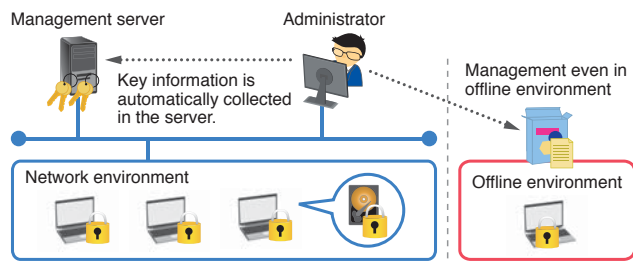 Management server
Administrator
Key information is
automatically collected
in the server.
Management even in
offline environment
Network environment
Offline environment